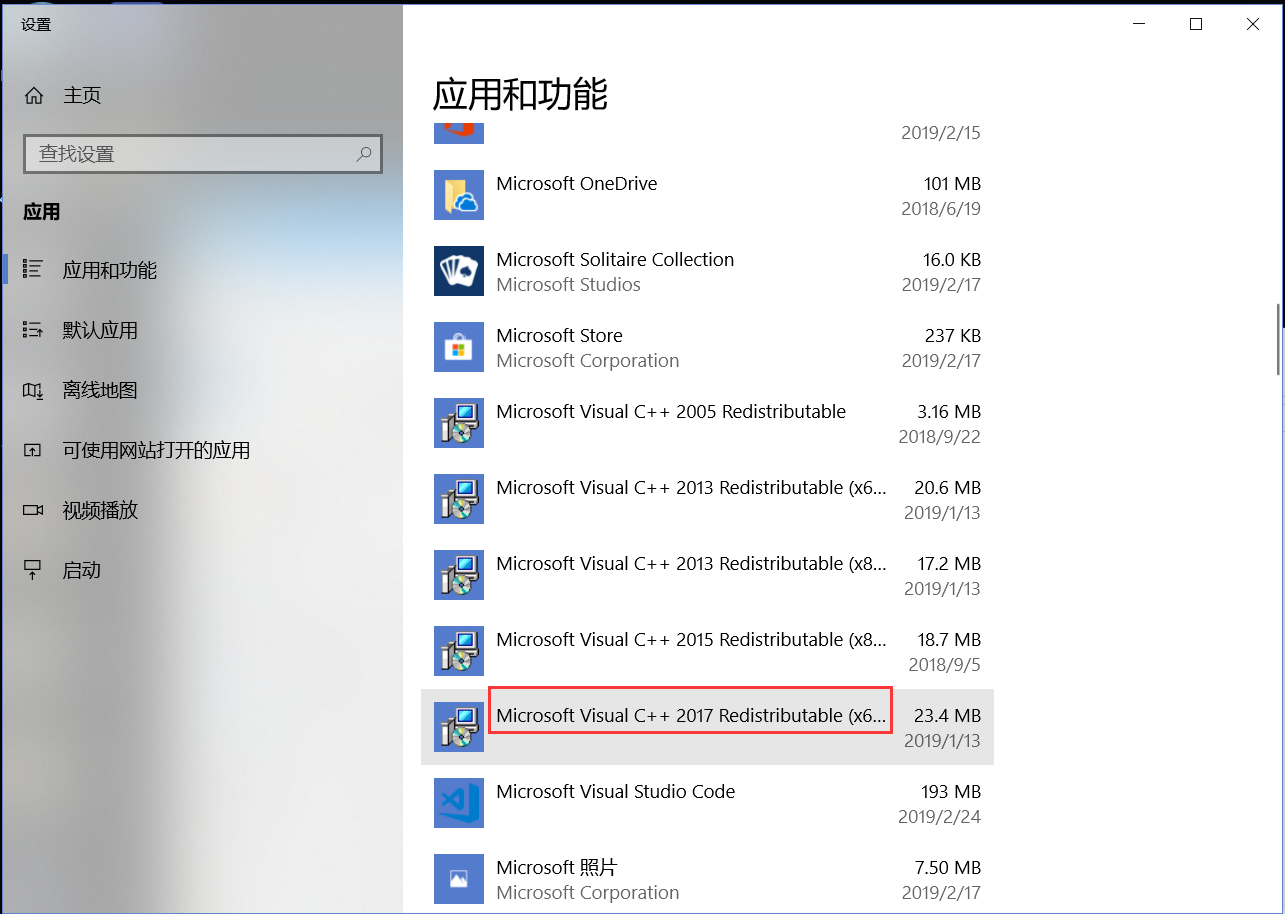 设置
主页
查找设置
应用
应用和功能
默认应用
离线地图
可使用网站打开的应用
视频播放
启动
应用和功能
2019/2/15
Microsoft OneDrive 101 MB
2018/6/19
Microsoft Solitaire Collection 16.0 KB
Microsoft Studios 2019/2/17
Microsoft Store 237 KB
Microsoft Corporation 2019/2/17
Microsoft Visual C++ 2005 Redistributable 3.16 MB
2018/9/22
Microsoft Visual C++ 2013 Redistributable (x6... 20.6 MB
2019/1/13
Microsoft Visual C++ 2013 Redistributable (x8... 17.2 MB
2019/1/13
Microsoft Visual C++ 2015 Redistributable (x8... 18.7 MB
2018/9/5
Microsoft Visual C++ 2017 Redistributable (x6... 23.4 MB
2019/1/13
Microsoft Visual Studio Code 193 MB
2019/2/24
Microsoft 照片 7.50 MB
Microsoft Corporation 2019/2/17